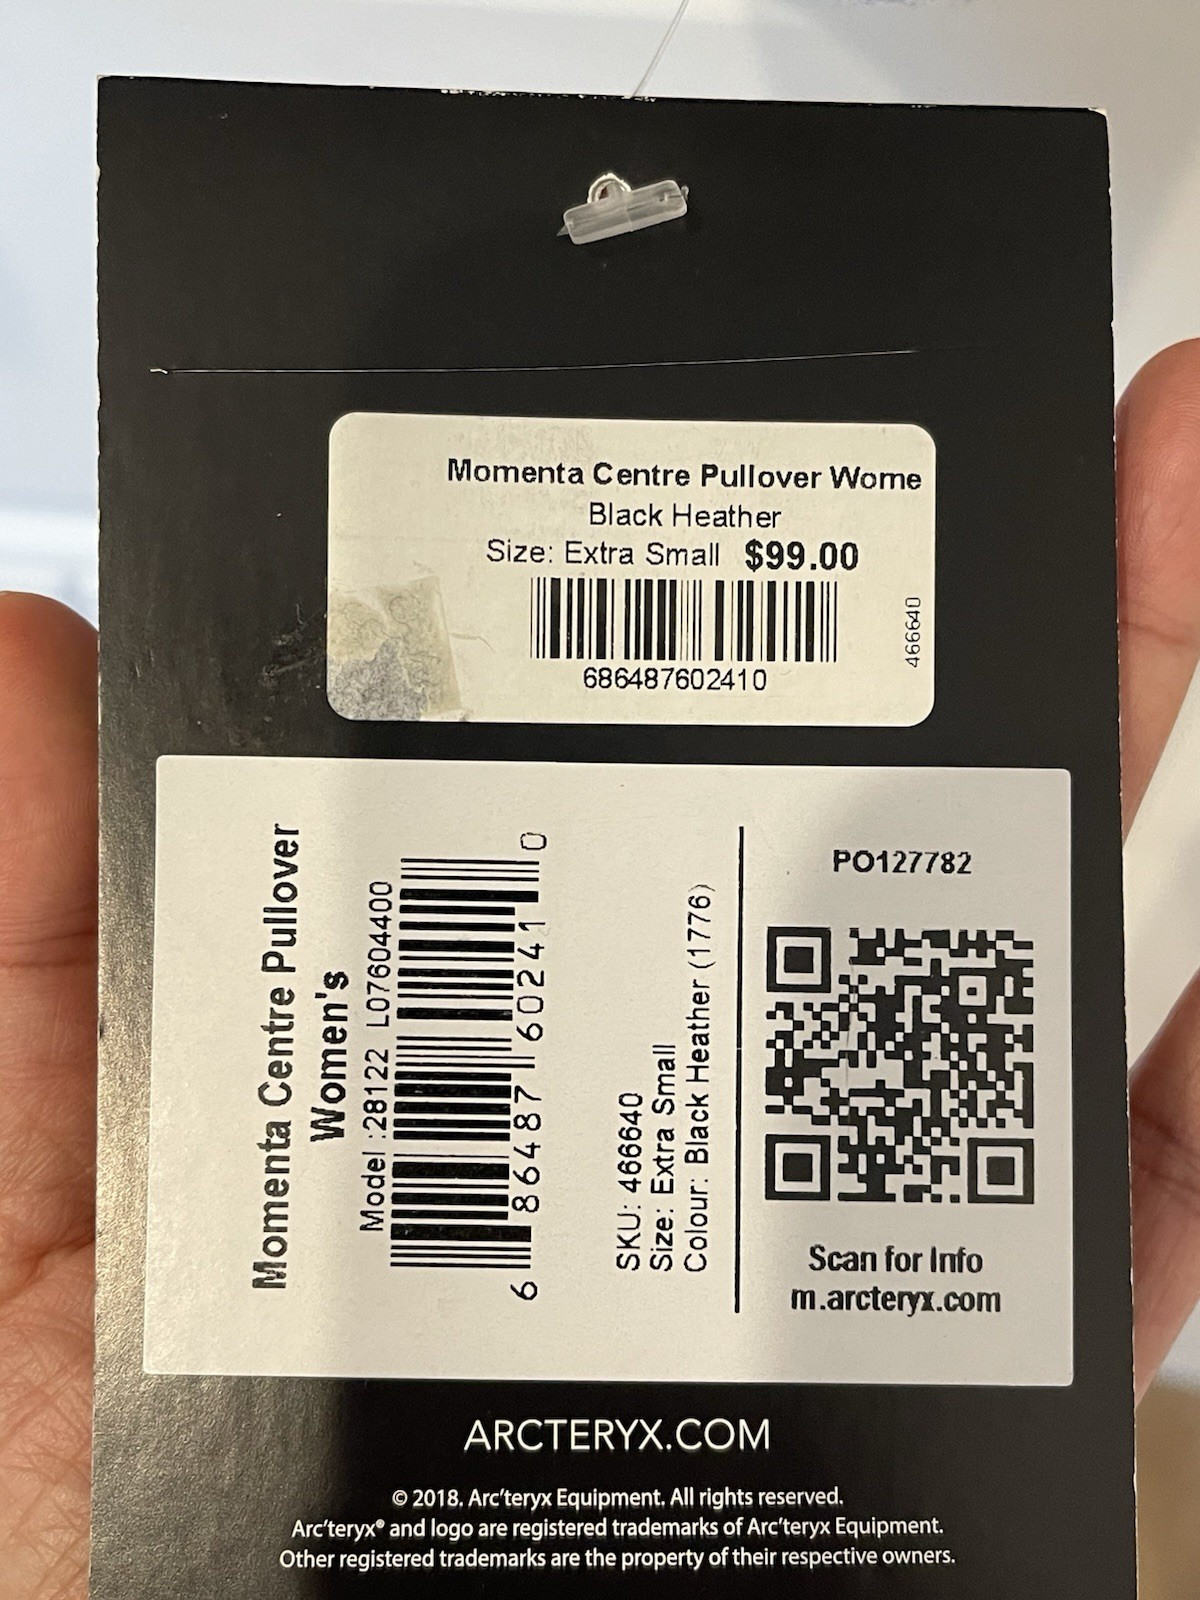 Momenta Centre Pullover Wome
Black Heather
Size: Extra Small $99.00
686487602410
466640
Momenta Centre Pullover
Women's
Model :28122 L07604400
6 86487 60241 0
SKU: 466640
Size: Extra Small
Colour: Black Heather (1776)
PO127782
Scan for Info
m.arcteryx.com
ARCTERYX.COM
© 2018. Arc'teryx Equipment. All rights reserved.
Arc'teryx® and logo are registered trademarks of Arc'teryx Equipment.
Other registered trademarks are the property of their respective owners.